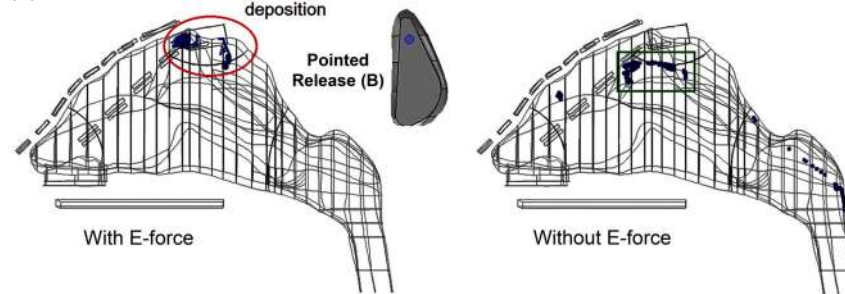 deposition
Pointed
Release (B)
With E-force
Without E-force